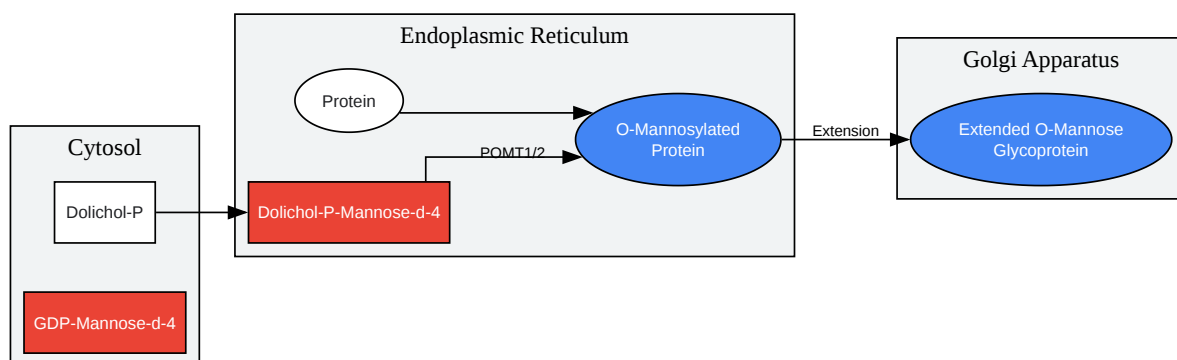 Endoplasmic Reticulum
Golgi Apparatus
Cytosol
Protein
O-Mannosylated
Protein
Extension
Extended O-Mannose
Glycoprotein
POMT1/2
Dolichol-P
Dolichol-P-Mannose-d-4
GDP-Mannose-d-4